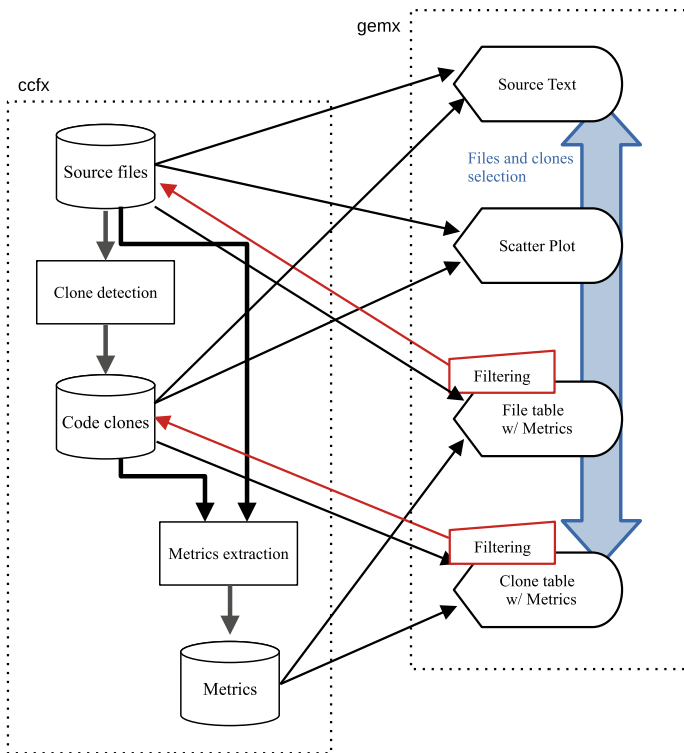 gemx
ccfx
Source Text
Source files
Files and clones
selection
Scatter Plot
Clone detection
Filtering
Code clones
File table
w/ Metrics
Filtering
Metrics extraction
Clone table
w/ Metrics
Metrics